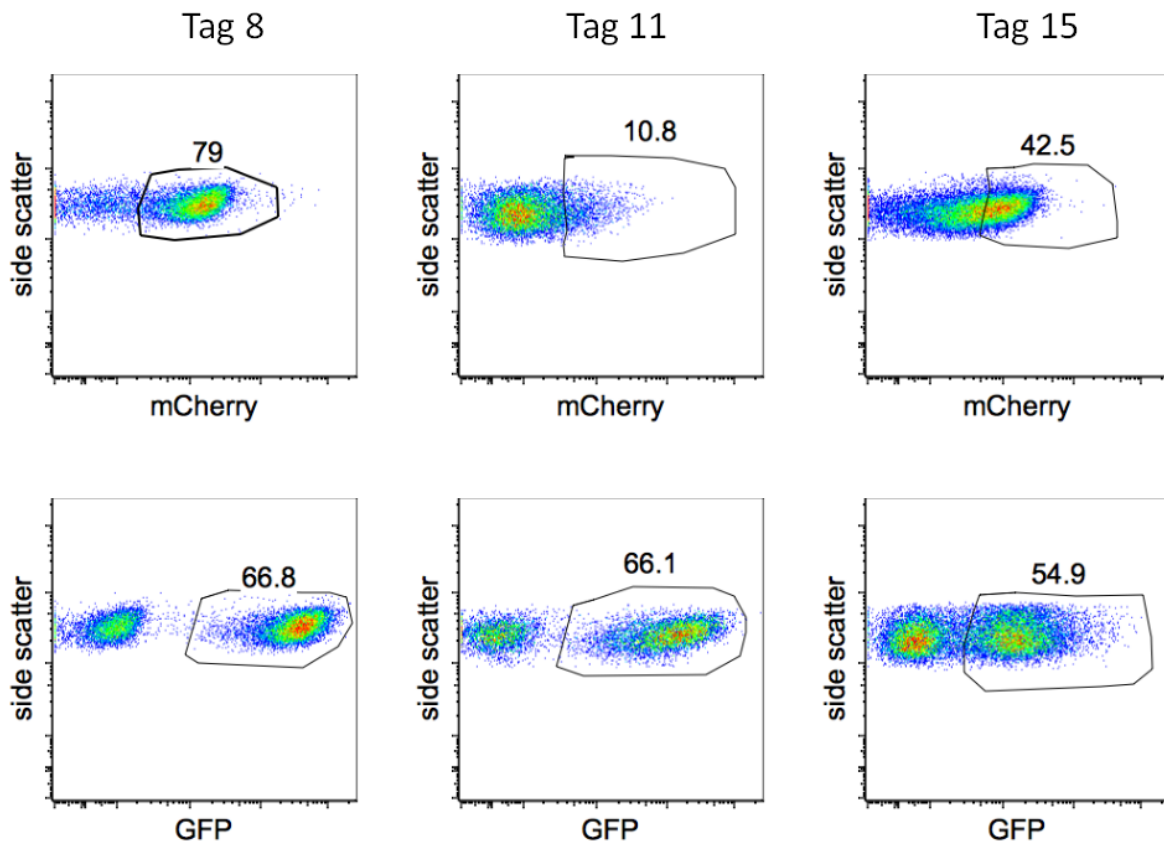 Tag 8
Tag 11
Tag 15
79
10.8
42.5
side scatter
side scatter
side scatter
mCherry
mCherry
mCherry
66.8
66.1
54.9
side scatter
side scatter
side scatter
GFP
GFP
GFP